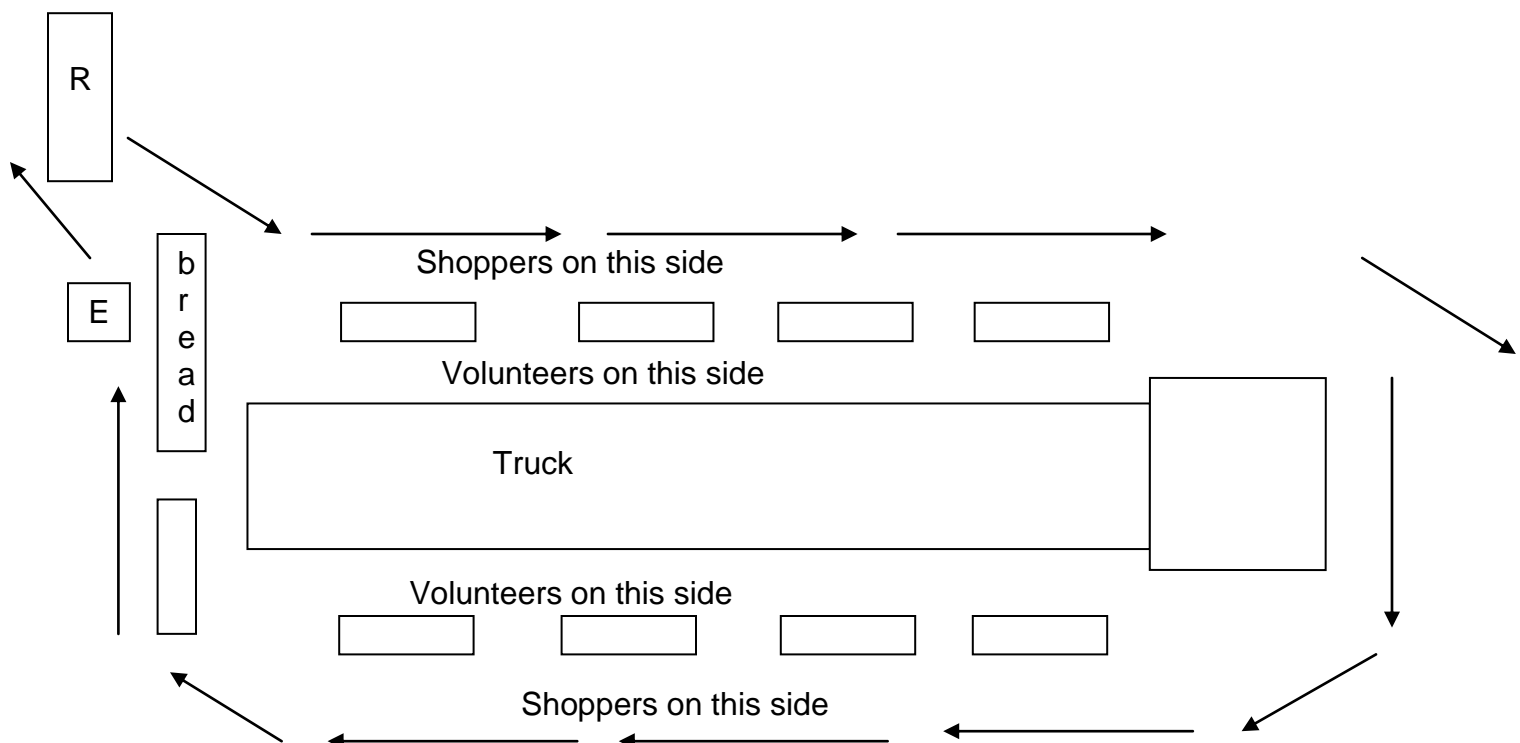 R
Shoppers on this side
b
r
e
a
d
E
Volunteers on this side
Truck
Volunteers on this side
Shoppers on this side